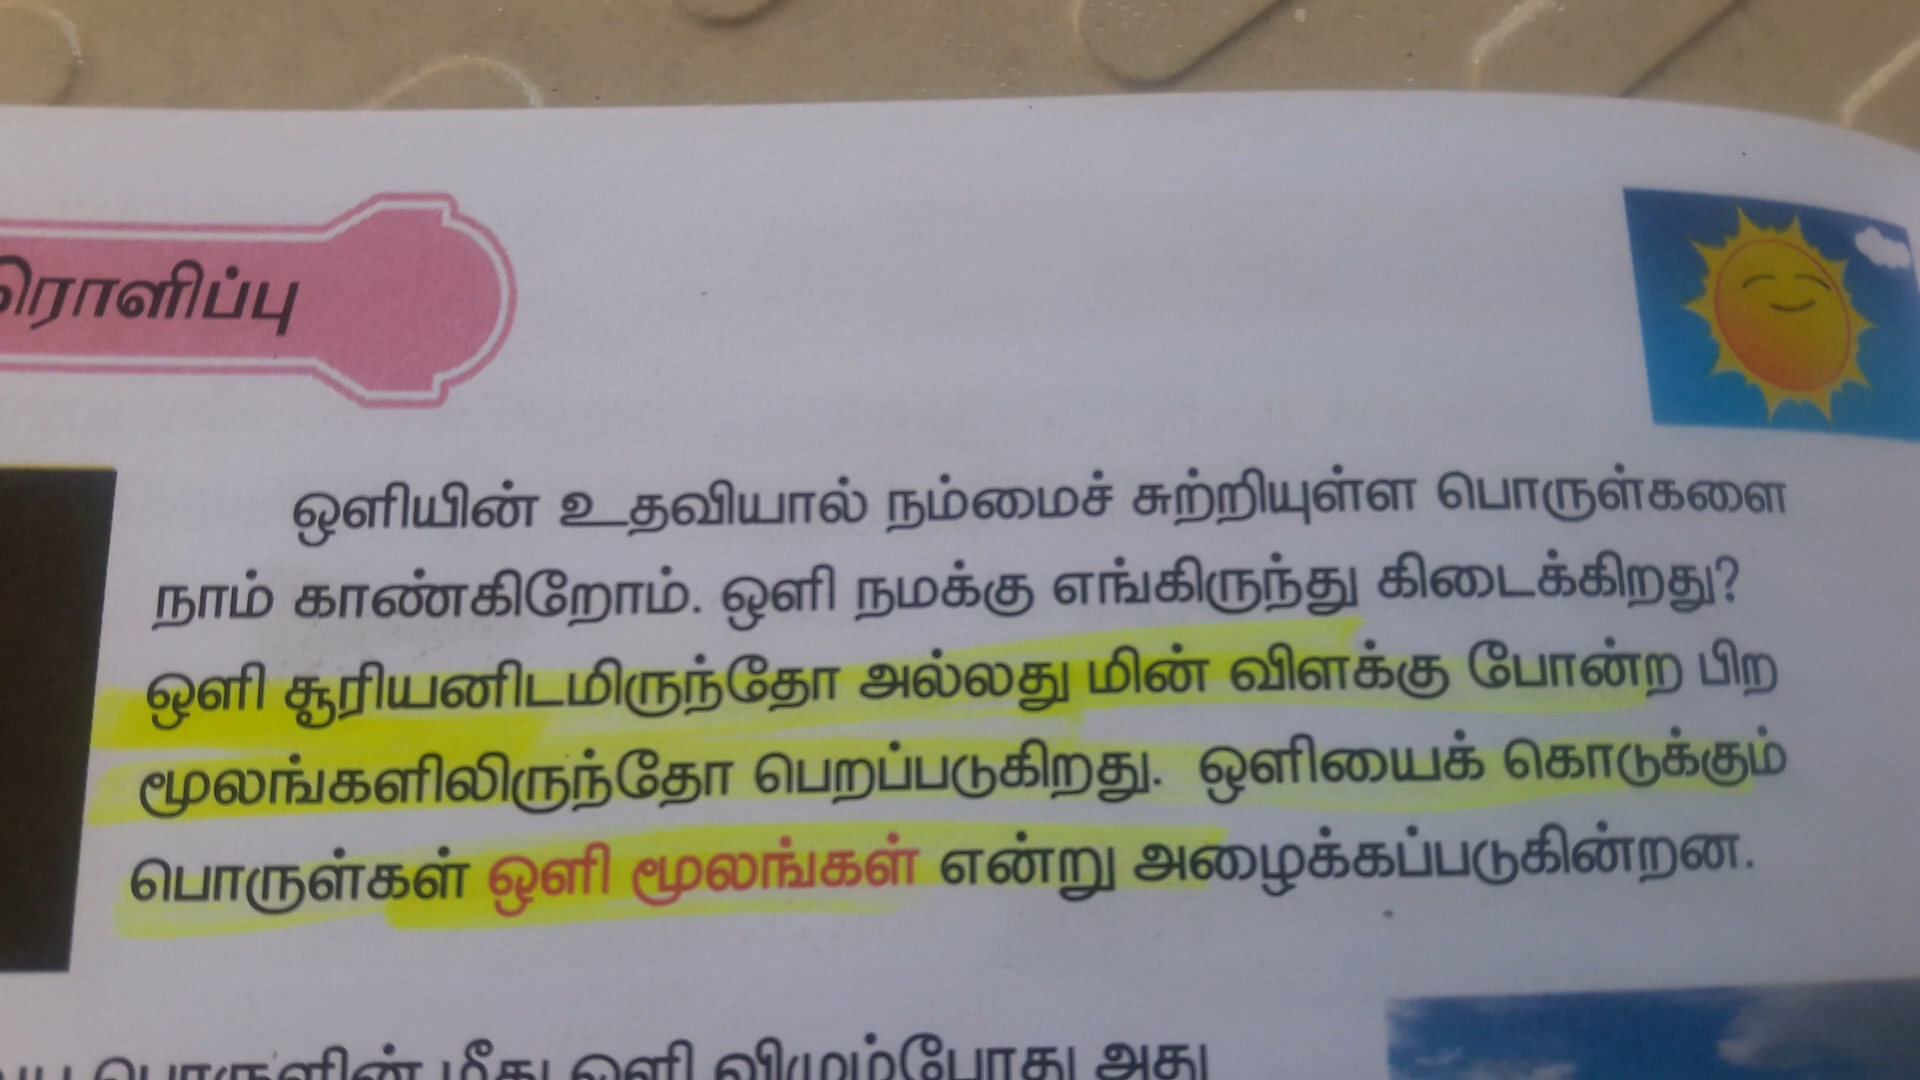 ஒளியின் உதவியால் நம்மைச் சுற்றியுள்ள பொருள்களை
நாம் காண்கிறோம். ஒளி நமக்கு எங்கிருந்து கிடைக்கிறது?
ஒளி சூரியனிடமிருந்தோ அல்லது மின் விளக்கு போன்ற பிற
மூலங்களிலிருந்தோ பெறப்படுகிறது. ஒளியைக் கொடுக்கும்
பொருள்கள் ஒளி மூலங்கள் என்று அழைக்கப்படுகின்றன.
பொருளின் மீது ஒளி விழும்போது அது